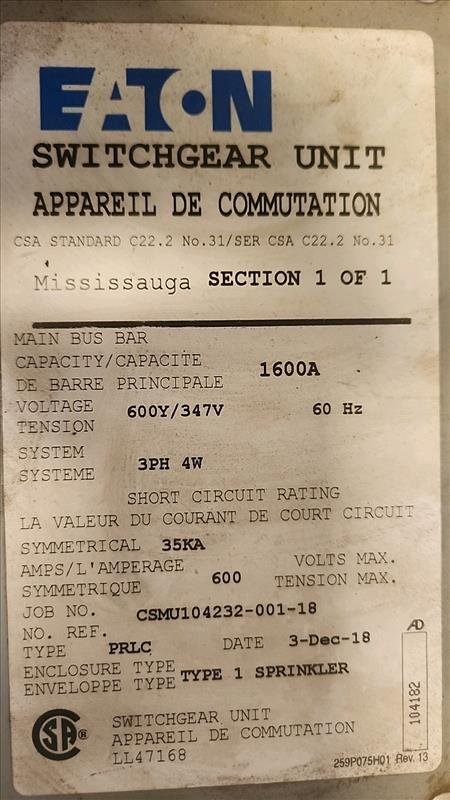 EATON
SWITCHGEAR UNIT
APPAREIL DE COMMUTATION
CSA STANDARD C22.2 No.31/SER CSA C22.2 No.31
Mississauga SECTION 1 OF 1
MAIN BUS BAR
CAPACITY/CAPACITE 1600A
DE BARRE PRINCIPALE
VOLTAGE 600Y/347V 60 Hz
TENSION
SYSTEM 3PH 4W
SYSTEME
SHORT CIRCUIT RATING
LA VALEUR DU COURANT DE COURT CIRCUIT
SYMMETRICAL 35KA
AMPS/L'AMPERAGE 600 VOLTS MAX.
SYMMETRIQUE TENSION MAX.
JOB NO. CSMU104232-001-18
NO. REF.
TYPE PRLC DATE 3-Dec-18
ENCLOSURE TYPE TYPE 1 SPRINKLER
ENVELOPPE TYPE
AD
104182
SA®
SWITCHGEAR UNIT
APPAREIL DE COMMUTATION
LL47168
259P075H01 Rev. 13